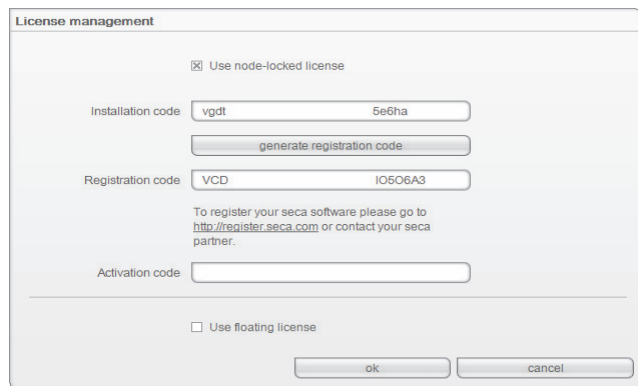 License management
Use node-locked license
Installation code vgdt 5e6ha
generate registration code
Registration code VCD IO5O6A3
To register your seca software please go to
http://register.seca.com or contact your seca
partner.
Activation code
Use floating license
ok cancel